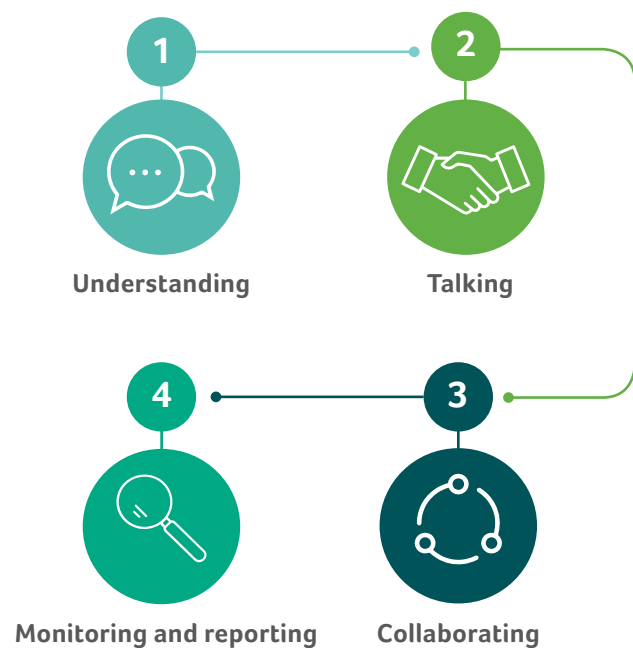 1
2
Understanding
Talking
4
3
Monitoring and reporting
Collaborating